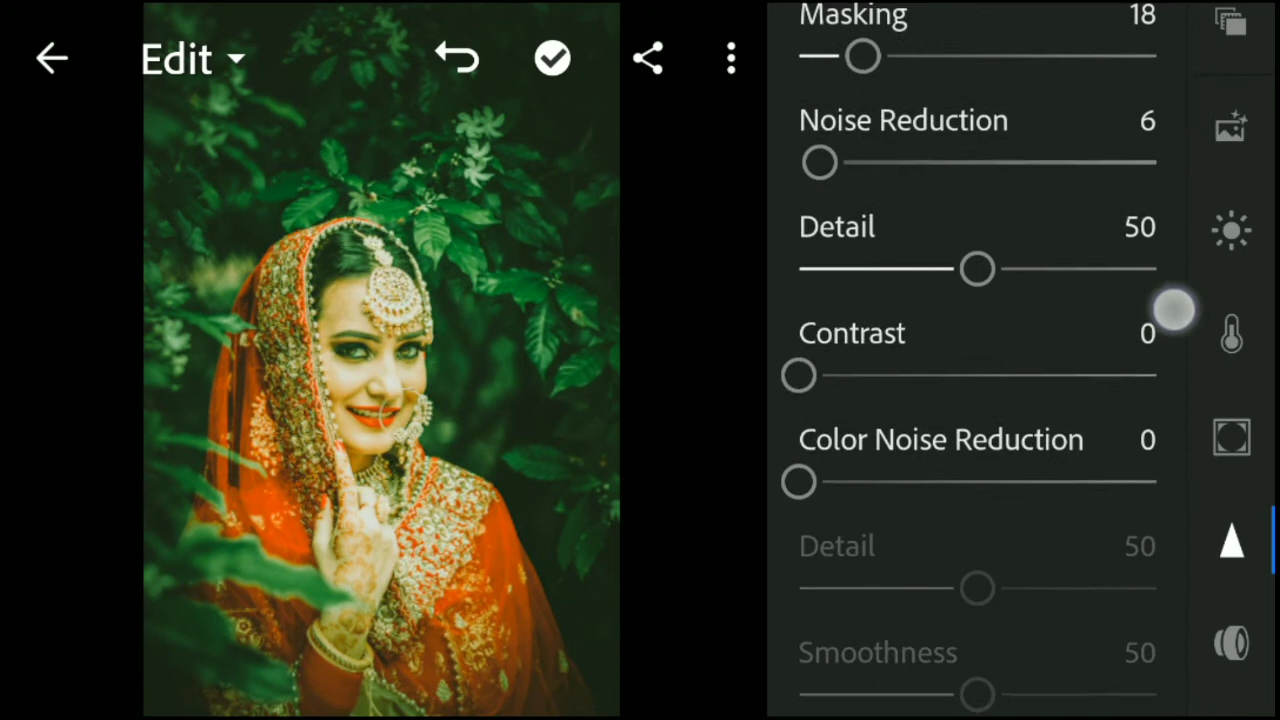 Edit
Masking 18
Noise Reduction 6
Detail 50
Contrast 0
Color Noise Reduction 0
Detail 50
Smoothness 50